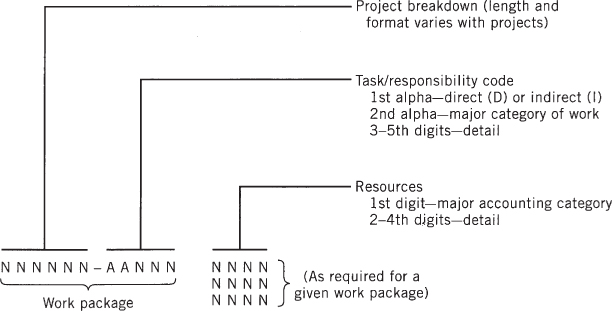 Project breakdown (length and
format varies with projects)
Task/responsibility code
1st alpha—direct (D) or indirect (I)
2nd alpha—major category of work
3–5th digits—detail
Resources
1st digit—major accounting category
2–4th digits—detail
N N N N N N – A A N N N
Work package
N N N N
N N N N
N N N N
(As required for a
given work package)